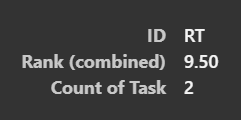 ID RT
Rank (combined) 9.50
Count of Task 2